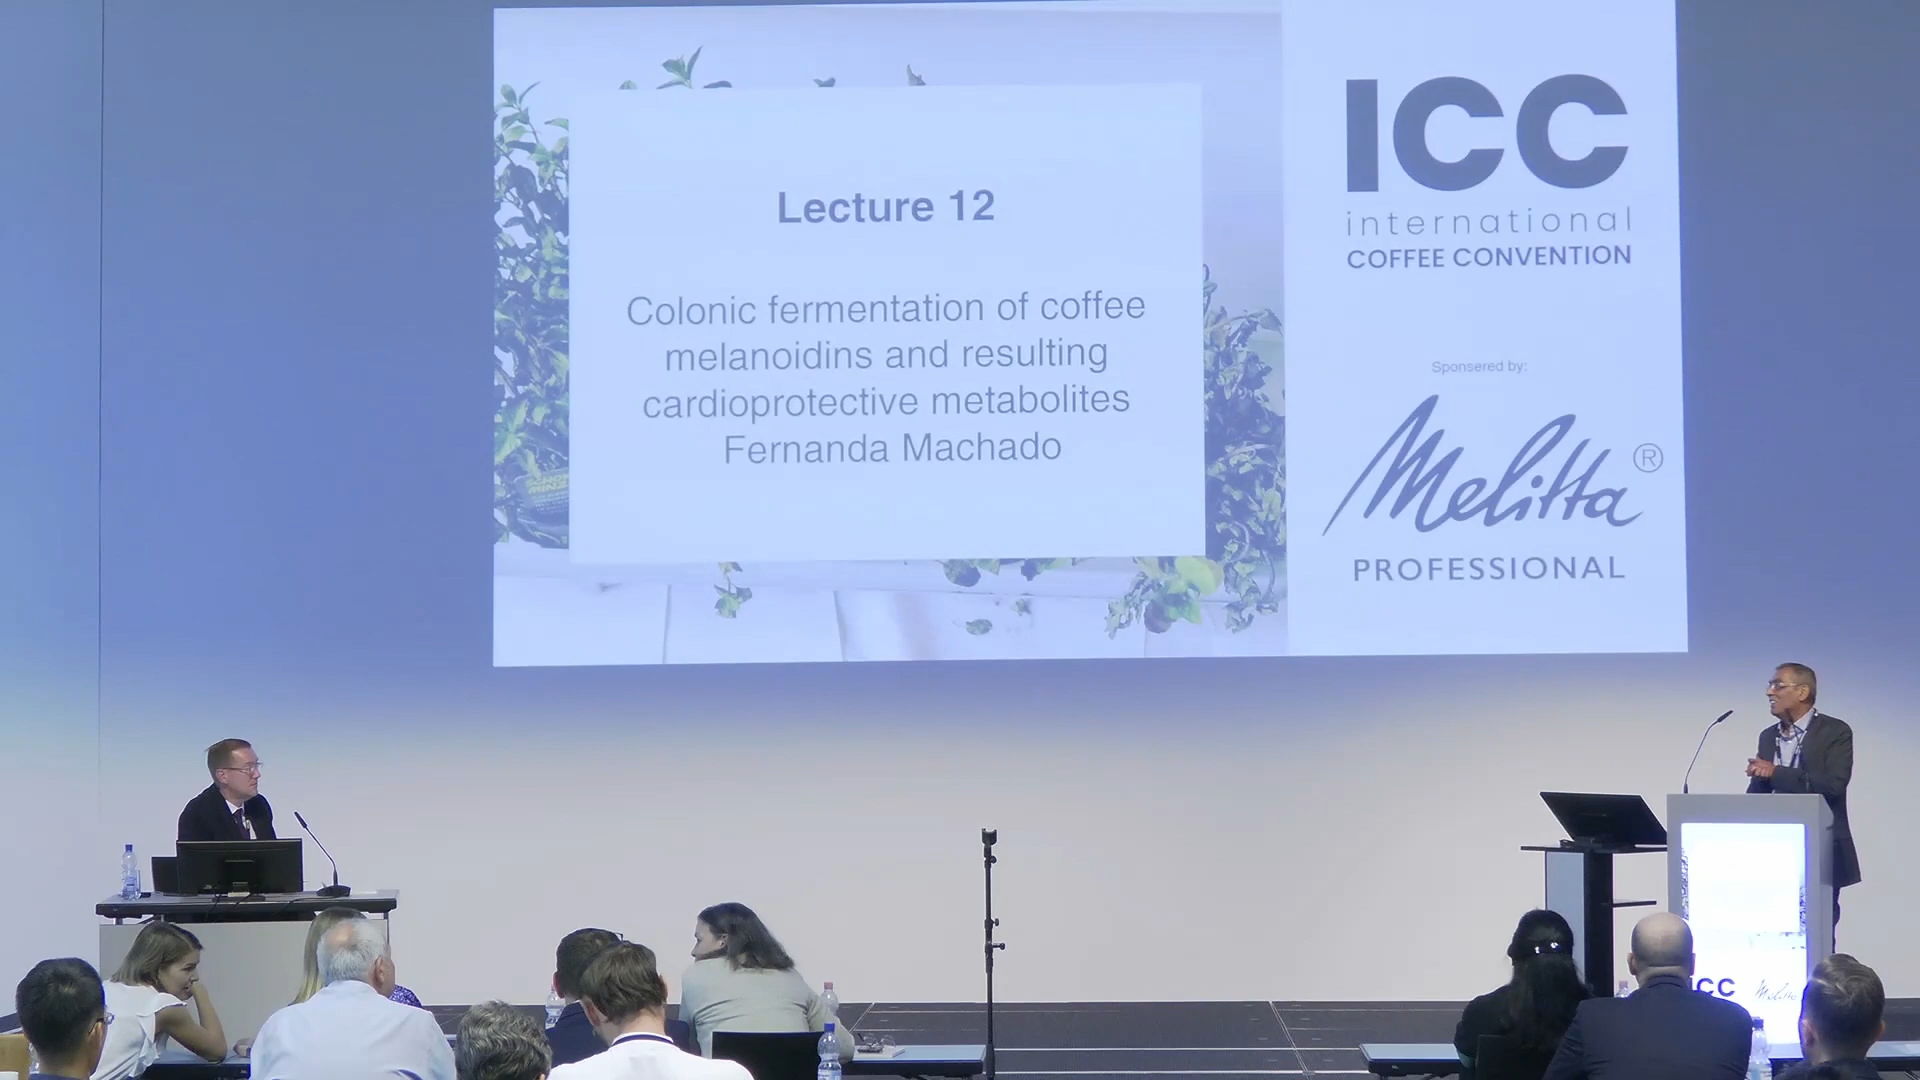 Lecture 12
Colonic fermentation of coffee
melanoidins and resulting
cardioprotective metabolites
Fernanda Machado
ICC
international
COFFEE CONVENTION
Sponsered by:
Melitta®
PROFESSIONAL
ICC
Melitta